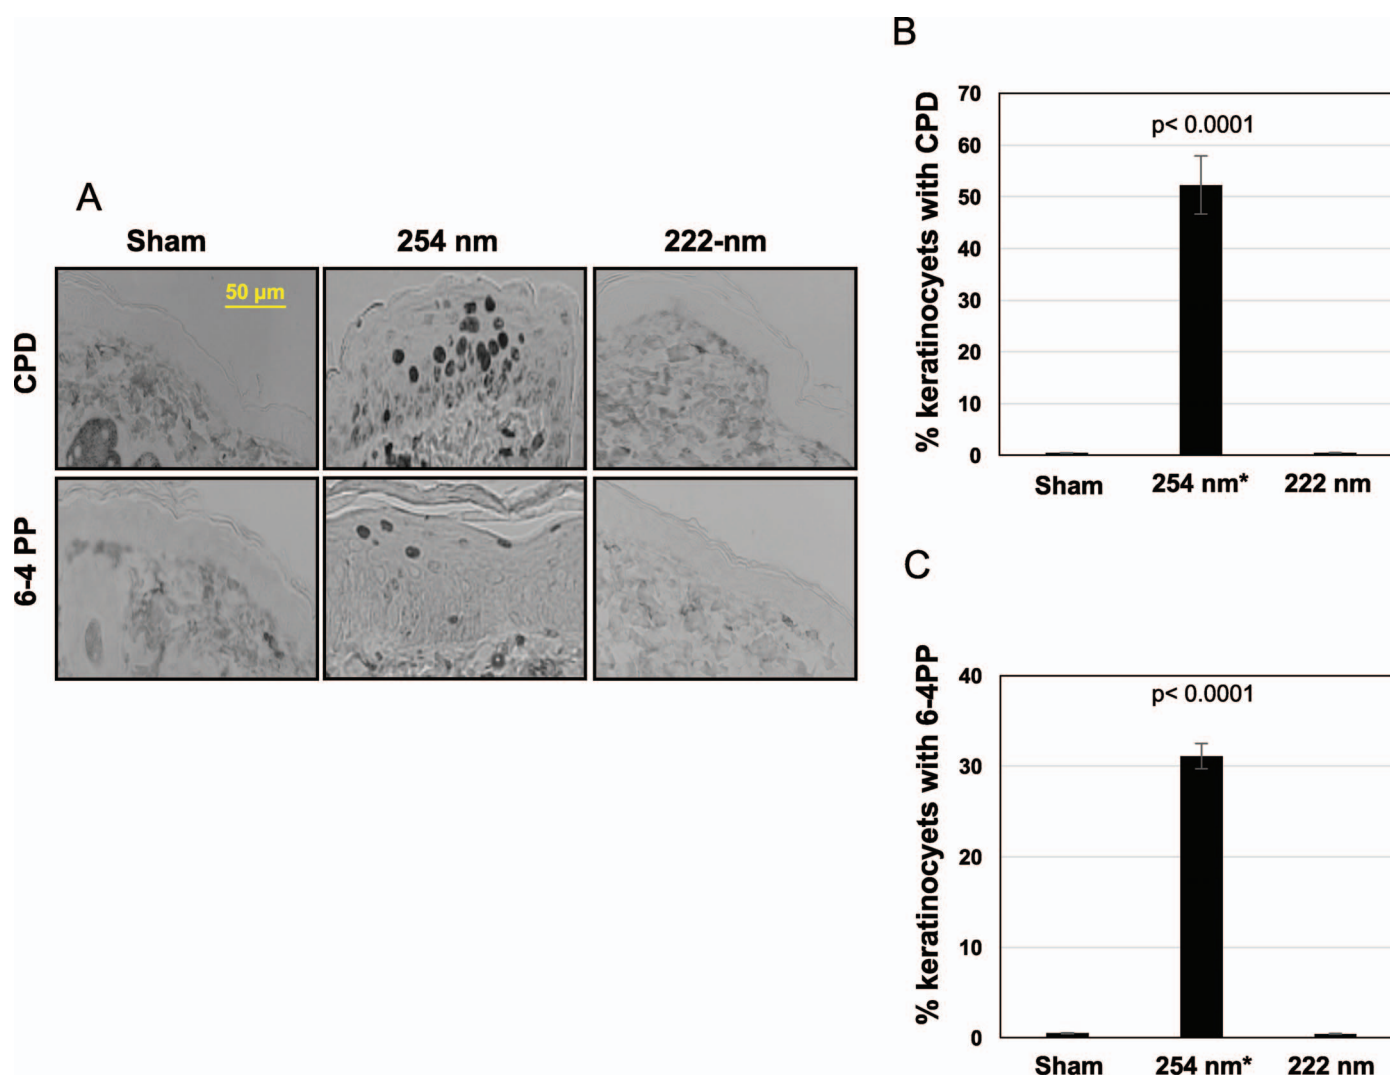 A
Sham 254 nm 222-nm
50 µm
CPD
6-4 PP
B
% keratinocyets with CPD
70
60
50
40
30
20
10
0
p< 0.0001
Sham 254 nm* 222 nm
C
% keratinocyets with 6-4PP
40
30
20
10
0
p< 0.0001
Sham 254 nm* 222 nm